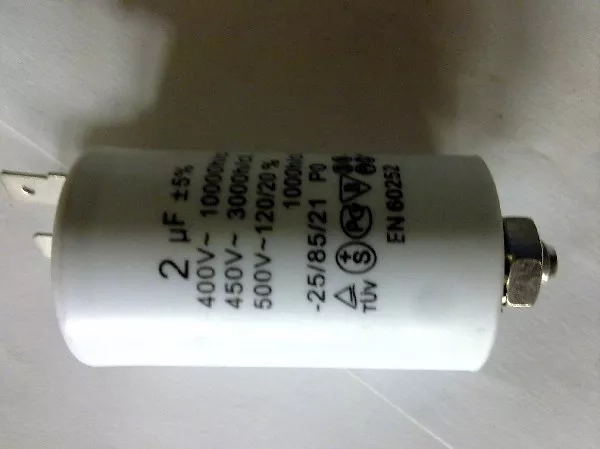 2 µF ±5%
400V~ 10000h/c
450V~ 3000h/c
500V~120/20%
1000h/c
-25/85/21 P0
TÜV
EN 60252